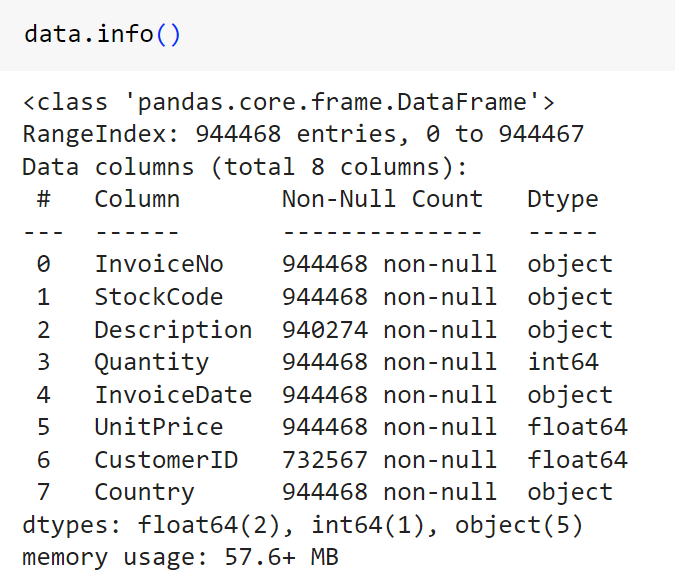 data.info()
<class 'pandas.core.frame.DataFrame'>
RangeIndex: 944468 entries, 0 to 944467
Data columns (total 8 columns):
 #   Column       Non-Null Count   Dtype
---  ------       --------------   -----
 0   InvoiceNo    944468 non-null  object
 1   StockCode    944468 non-null  object
 2   Description  940274 non-null  object
 3   Quantity     944468 non-null  int64
 4   InvoiceDate  944468 non-null  object
 5   UnitPrice    944468 non-null  float64
 6   CustomerID   732567 non-null  float64
 7   Country      944468 non-null  object
dtypes: float64(2), int64(1), object(5)
memory usage: 57.6+ MB